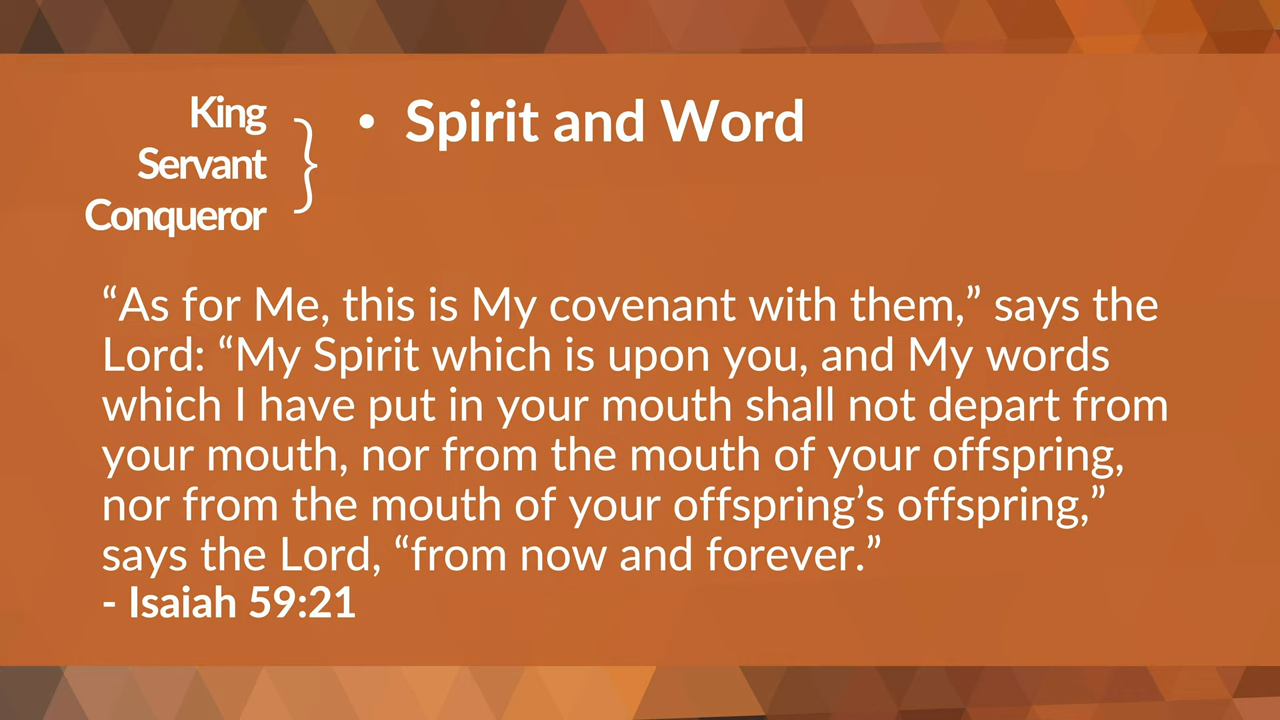 King
Servant
Conqueror
}
• Spirit and Word
“As for Me, this is My covenant with them,” says the
Lord: “My Spirit which is upon you, and My words
which I have put in your mouth shall not depart from
your mouth, nor from the mouth of your offspring,
nor from the mouth of your offspring’s offspring,”
says the Lord, “from now and forever.”
- Isaiah 59:21